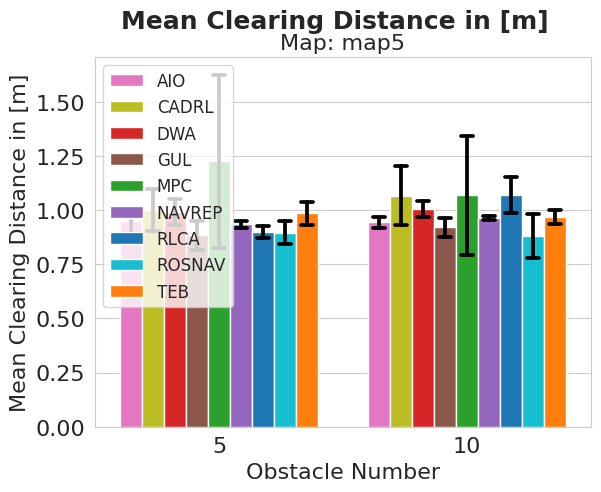 Mean Clearing Distance in [m]
Map: map5
Mean Clearing Distance in [m]
1.50
1.25
1.00
0.75
0.50
0.25
0.00
AIO
CADRL
DWA
GUL
MPC
NAVREP
RLCA
ROSNAV
TEB
5
10
Obstacle Number